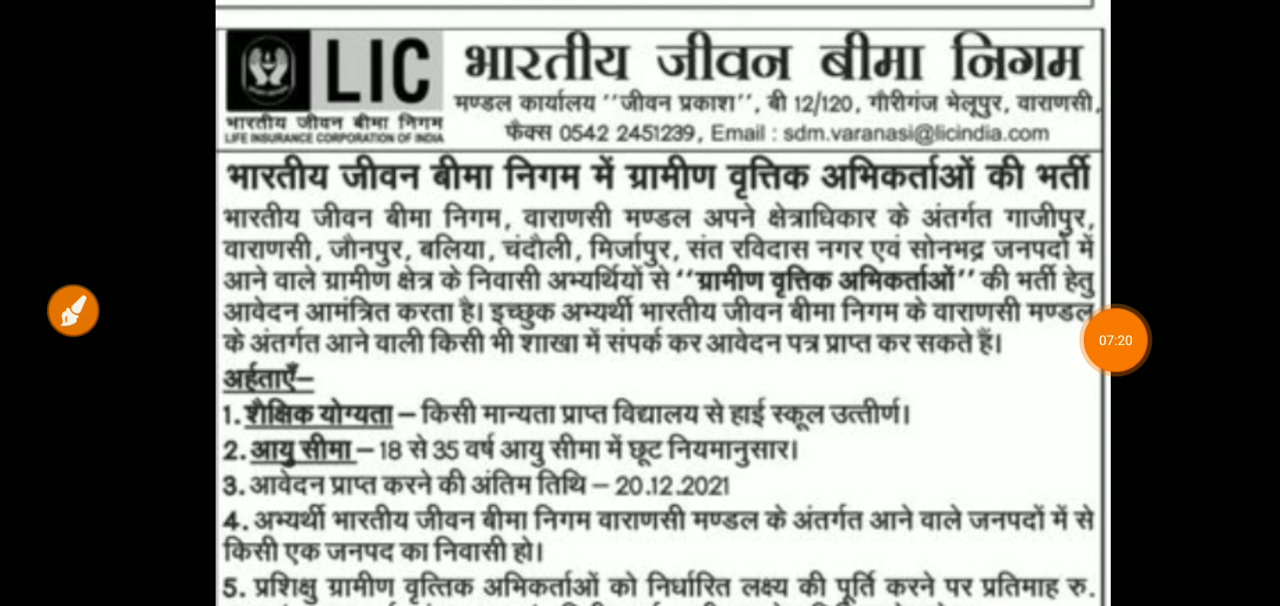 LIC
भारतीय जीवन बीमा निगम
LIFE INSURANCE CORPORATION OF INDIA
भारतीय जीवन बीमा निगम
मण्डल कार्यालय ''जीवन प्रकाश'', बी 12/120, गौरीगंज भेलूपुर, वाराणसी,
फैक्स 0542 2451239, Email : sdm.varanasi@licindia.com
भारतीय जीवन बीमा निगम में ग्रामीण वृत्तिक अभिकर्ताओं की भर्ती
भारतीय जीवन बीमा निगम, वाराणसी मण्डल अपने क्षेत्राधिकार के अंतर्गत गाजीपुर,
वाराणसी, जौनपुर, बलिया, चंदौली, मिर्जापुर, संत रविदास नगर एवं सोनभद्र जनपदों में
आने वाले ग्रामीण क्षेत्र के निवासी अभ्यर्थियों से ''ग्रामीण वृत्तिक अभिकर्ताओं'' की भर्ती हेतु
आवेदन आमंत्रित करता है। इच्छुक अभ्यर्थी भारतीय जीवन बीमा निगम के वाराणसी मण्डल
के अंतर्गत आने वाली किसी भी शाखा में संपर्क कर आवेदन पत्र प्राप्त कर सकते हैं।
07:20
अर्हताएँ–
1. शैक्षिक योग्यता – किसी मान्यता प्राप्त विद्यालय से हाई स्कूल उत्तीर्ण।
2. आयु सीमा – 18 से 35 वर्ष आयु सीमा में छूट नियमानुसार।
3. आवेदन प्राप्त करने की अंतिम तिथि – 20.12.2021
4. अभ्यर्थी भारतीय जीवन बीमा निगम वाराणसी मण्डल के अंतर्गत आने वाले जनपदों में से
किसी एक जनपद का निवासी हो।
5. प्रशिक्षु ग्रामीण वृत्तिक अभिकर्ताओं को निर्धारित लक्ष्य की पूर्ति करने पर प्रतिमाह रु.